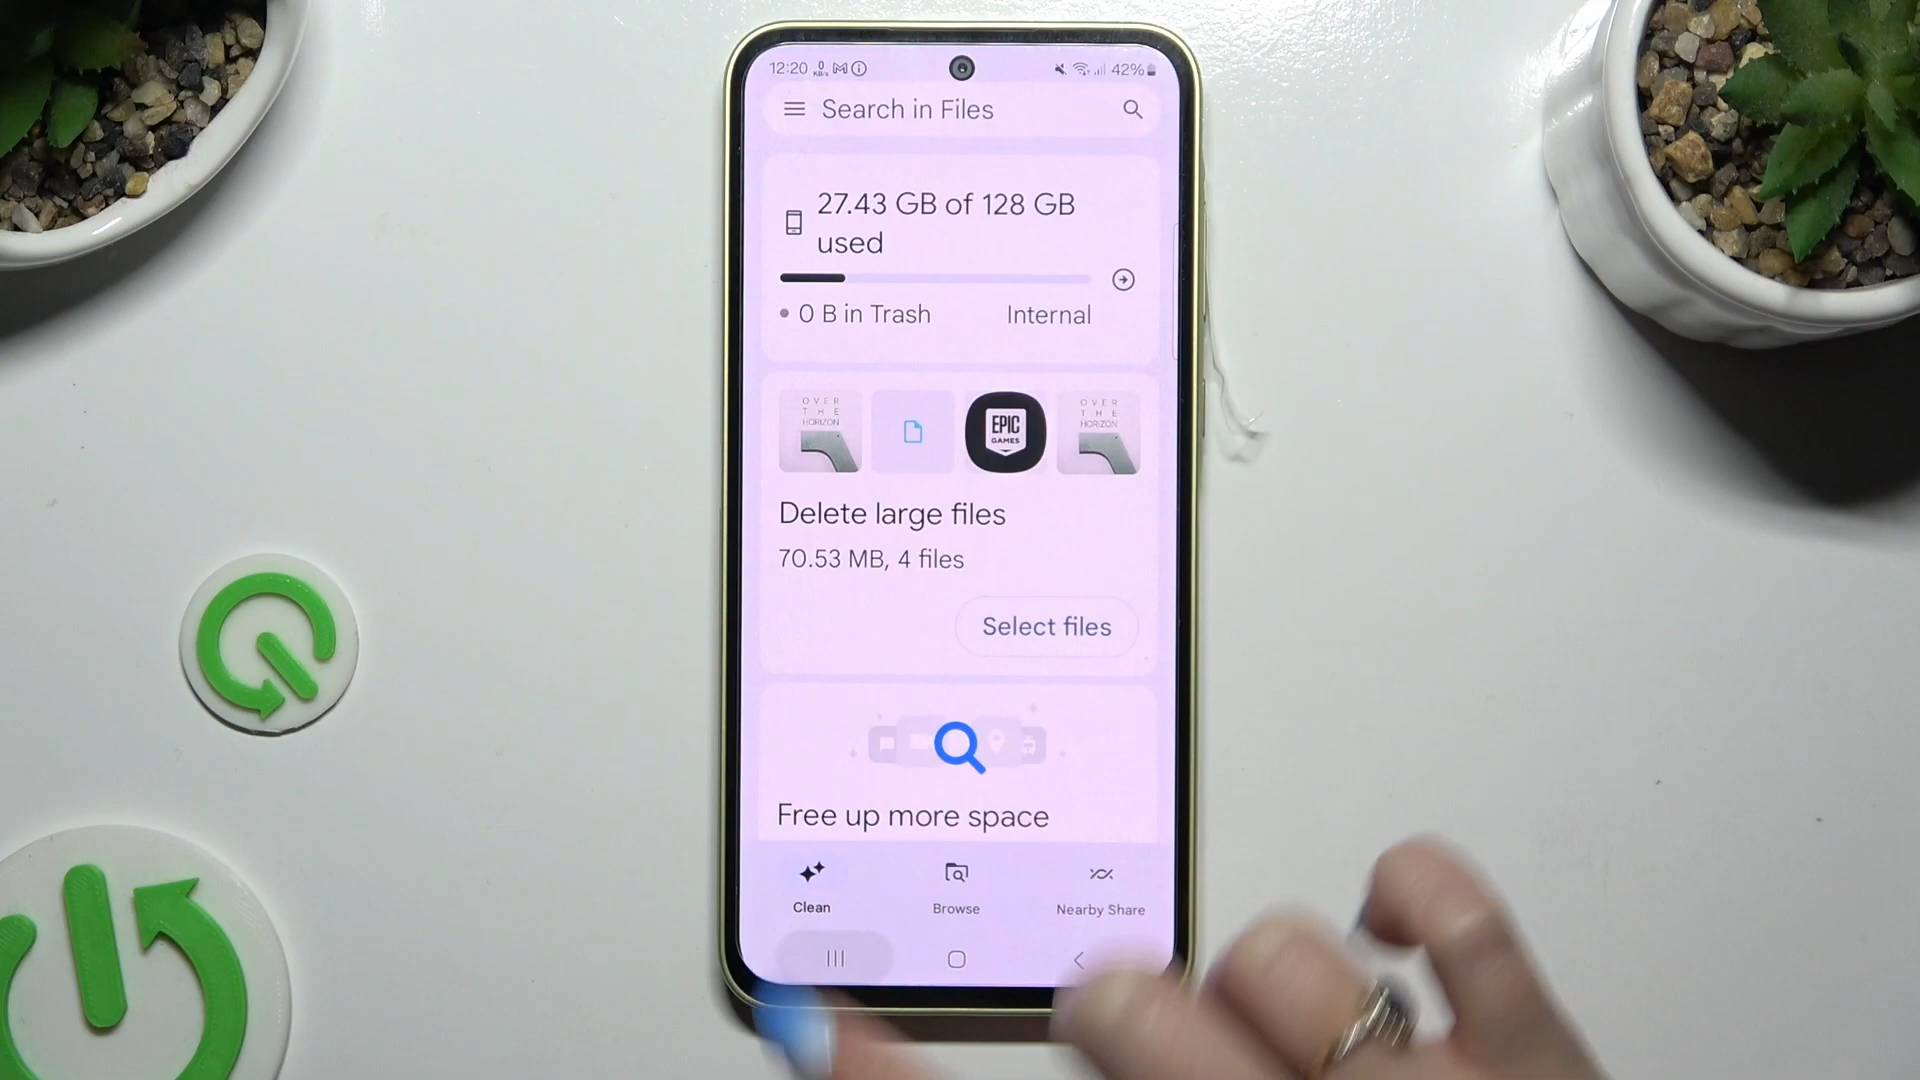 12:20 0 KB/s 42%
Search in Files
27.43 GB of 128 GB
used
0 B in Trash Internal
OVER THE HORIZON
EPIC GAMES
OVER THE HORIZON
Delete large files
70.53 MB, 4 files
Select files
Free up more space
Clean Browse Nearby Share